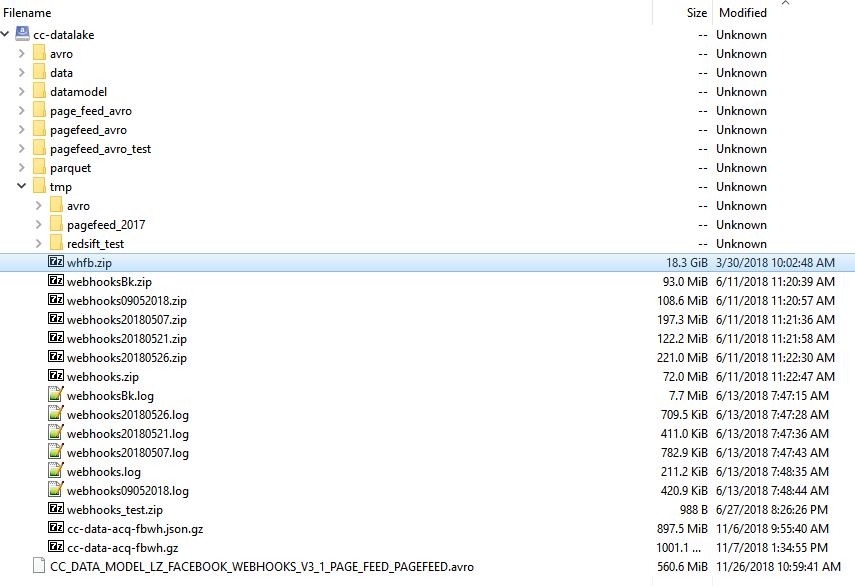 Filename Size Modified
cc-datalake -- Unknown
avro -- Unknown
data -- Unknown
datamodel -- Unknown
page_feed_avro -- Unknown
pagefeed_avro -- Unknown
pagefeed_avro_test -- Unknown
parquet -- Unknown
tmp -- Unknown
avro -- Unknown
pagefeed_2017 -- Unknown
redsift_test -- Unknown
whfb.zip 18.3 GiB 3/30/2018 10:02:48 AM
webhooksBk.zip 93.0 MiB 6/11/2018 11:20:39 AM
webhooks09052018.zip 108.6 MiB 6/11/2018 11:20:57 AM
webhooks20180507.zip 197.3 MiB 6/11/2018 11:21:36 AM
webhooks20180521.zip 122.2 MiB 6/11/2018 11:21:58 AM
webhooks20180526.zip 221.0 MiB 6/11/2018 11:22:30 AM
webhooks.zip 72.0 MiB 6/11/2018 11:22:47 AM
webhooksBk.log 7.7 MiB 6/13/2018 7:47:15 AM
webhooks20180526.log 709.5 KiB 6/13/2018 7:47:28 AM
webhooks20180521.log 411.0 KiB 6/13/2018 7:47:36 AM
webhooks20180507.log 782.9 KiB 6/13/2018 7:47:43 AM
webhooks.log 211.2 KiB 6/13/2018 7:48:35 AM
webhooks09052018.log 420.9 KiB 6/13/2018 7:48:44 AM
webhooks_test.zip 988 B 6/27/2018 8:26:26 PM
cc-data-acq-fbwh.json.gz 897.5 MiB 11/6/2018 9:55:40 AM
cc-data-acq-fbwh.gz 1001.1 ... 11/7/2018 1:34:55 PM
CC_DATA_MODEL_LZ_FACEBOOK_WEBHOOKS_V3_1_PAGE_FEED_PAGEFEED.avro 560.6 MiB 11/26/2018 10:59:41 AM